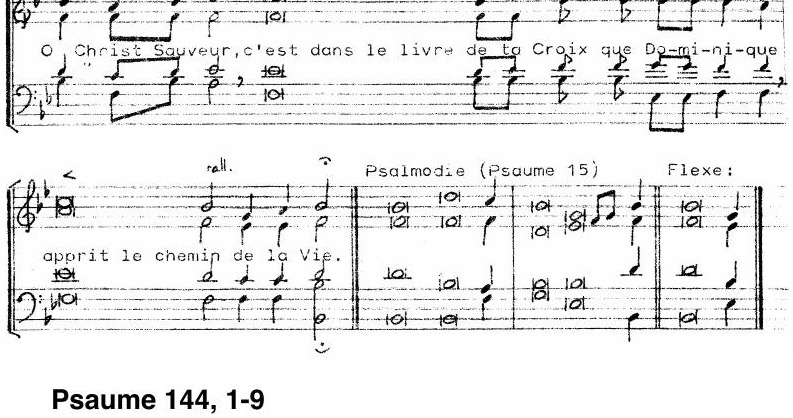 O Christ Sauveur,c'est dans le livre de ta Croix que Do-mi-ni-que
rall.
Psalmodie (Psaume 15) Flexe:
apprit le chemin de la Vie.
Psaume 144, 1-9